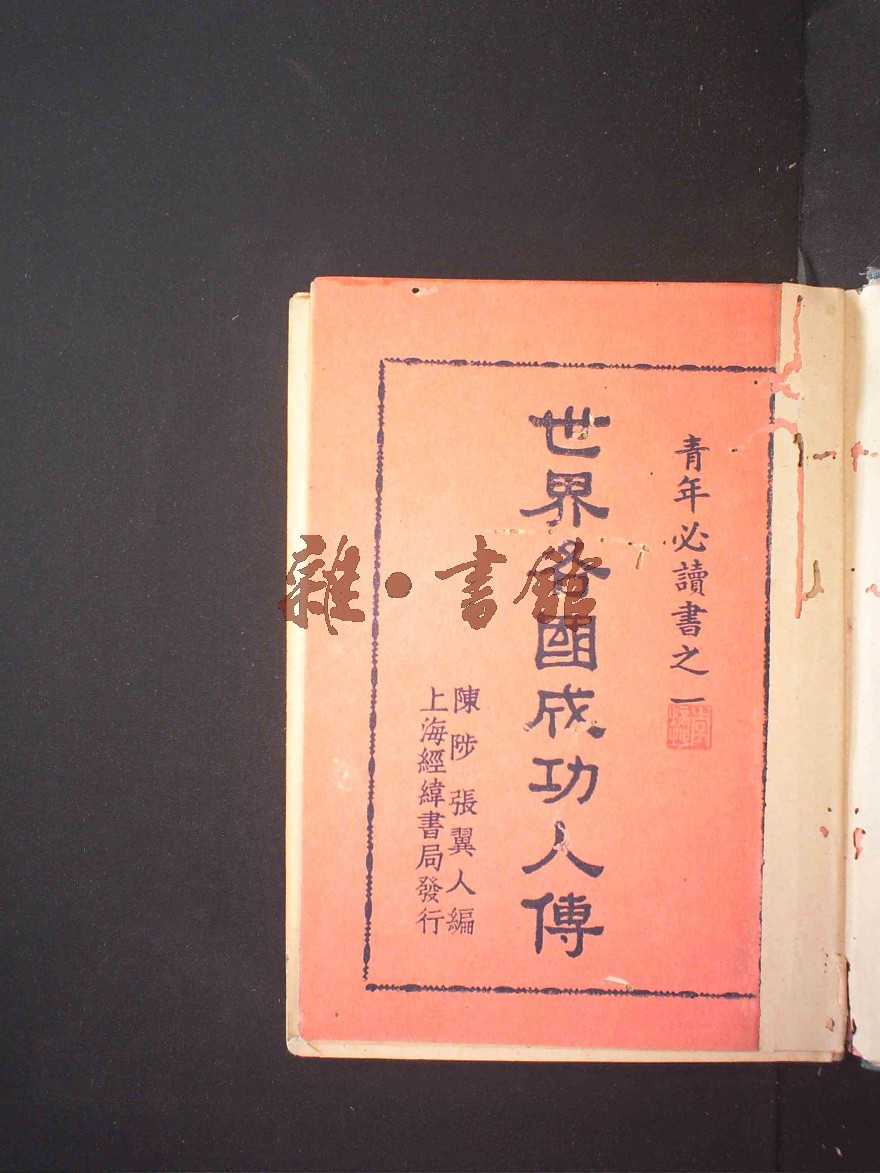 青年必讀書之一
世界各國成功人傳
陳陟 張翼人編
上海經緯書局發行
雜·書館